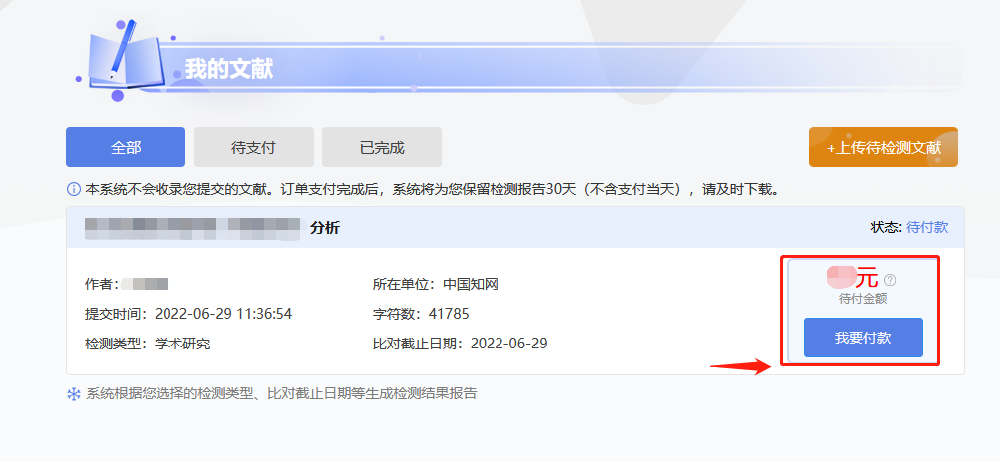 我的文献
全部 待支付 已完成 +上传待检测文献
本系统不会收录您提交的文献。订单支付完成后，系统将为您保留检测报告30天（不含支付当天），请及时下载。
分析 状态: 待付款
作者: 所在单位：中国知网
元
待付金额
提交时间：2022-06-29 11:36:54 字符数：41785
我要付款
检测类型：学术研究 比对截止日期：2022-06-29
系统根据您选择的检测类型、比对截止日期等生成检测结果报告